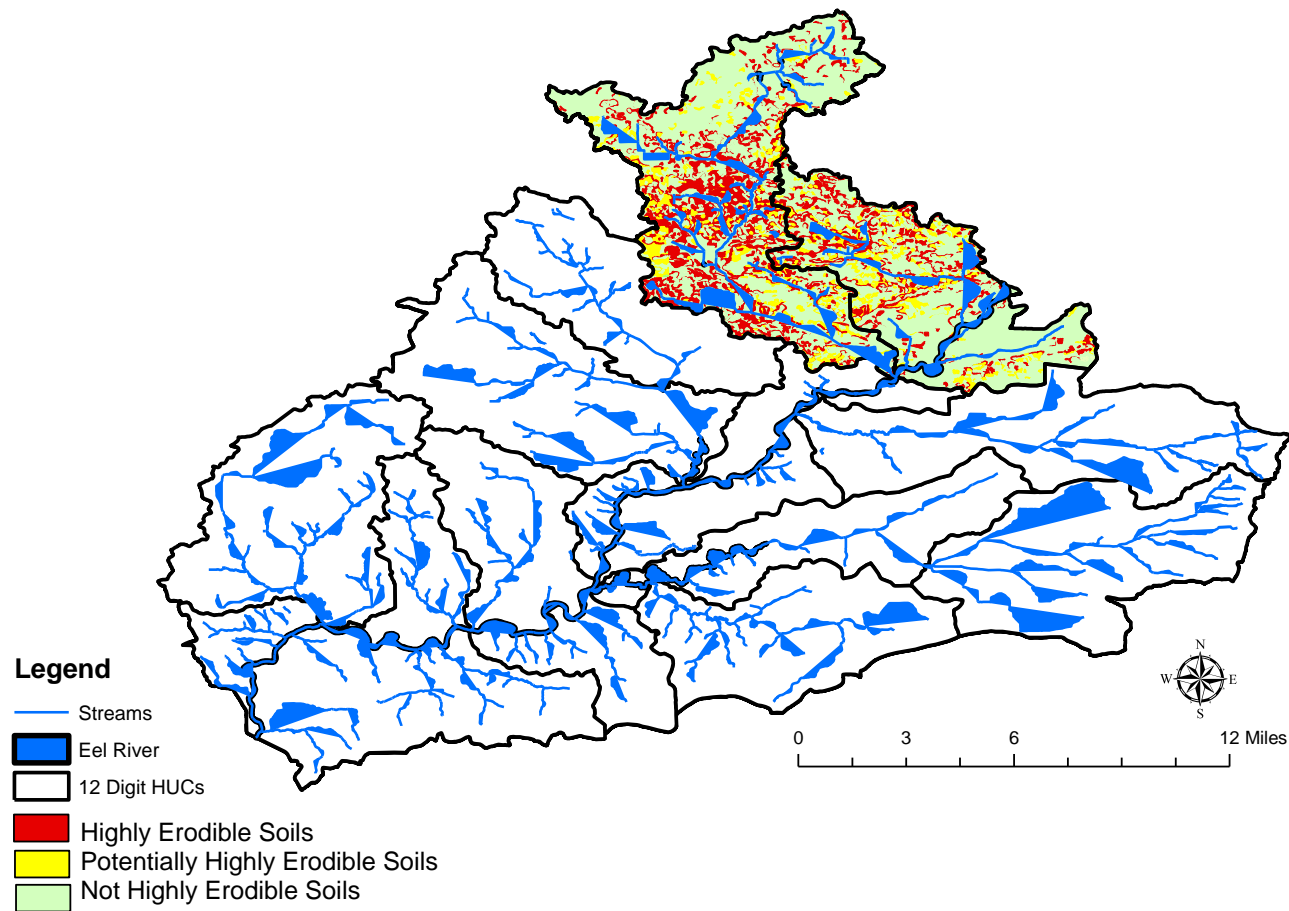 N
W E
S
0 3 6 12 Miles
Legend
Streams
Eel River
12 Digit HUCs
Highly Erodible Soils
Potentially Highly Erodible Soils
Not Highly Erodible Soils